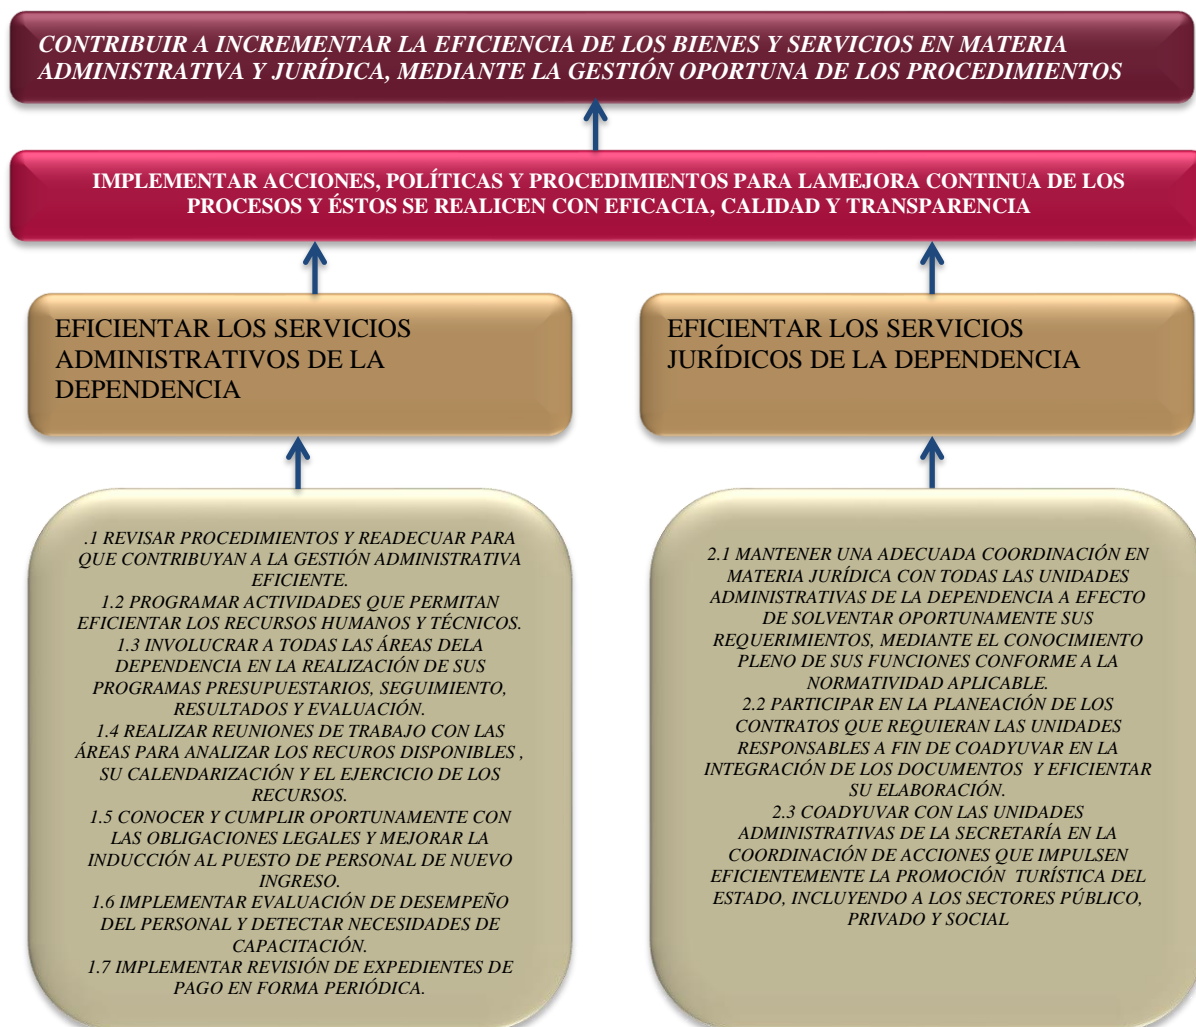 CONTRIBUIR A INCREMENTAR LA EFICIENCIA DE LOS BIENES Y SERVICIOS EN MATERIA
ADMINISTRATIVA Y JURÍDICA, MEDIANTE LA GESTIÓN OPORTUNA DE LOS PROCEDIMIENTOS
IMPLEMENTAR ACCIONES, POLÍTICAS Y PROCEDIMIENTOS PARA LAMEJORA CONTINUA DE LOS
PROCESOS Y ÉSTOS SE REALICEN CON EFICACIA, CALIDAD Y TRANSPARENCIA
EFICIENTAR LOS SERVICIOS
ADMINISTRATIVOS DE LA
DEPENDENCIA
EFICIENTAR LOS SERVICIOS
JURÍDICOS DE LA DEPENDENCIA
.1 REVISAR PROCEDIMIENTOS Y READECUAR PARA
QUE CONTRIBUYAN A LA GESTIÓN ADMINISTRATIVA
EFICIENTE.
1.2 PROGRAMAR ACTIVIDADES QUE PERMITAN
EFICIENTAR LOS RECURSOS HUMANOS Y TÉCNICOS.
1.3 INVOLUCRAR A TODAS LAS ÁREAS DELA
DEPENDENCIA EN LA REALIZACIÓN DE SUS
PROGRAMAS PRESUPUESTARIOS, SEGUIMIENTO,
RESULTADOS Y EVALUACIÓN.
1.4 REALIZAR REUNIONES DE TRABAJO CON LAS
ÁREAS PARA ANALIZAR LOS RECUROS DISPONIBLES ,
SU CALENDARIZACIÓN Y EL EJERCICIO DE LOS
RECURSOS.
1.5 CONOCER Y CUMPLIR OPORTUNAMENTE CON
LAS OBLIGACIONES LEGALES Y MEJORAR LA
INDUCCIÓN AL PUESTO DE PERSONAL DE NUEVO
INGRESO.
1.6 IMPLEMENTAR EVALUACIÓN DE DESEMPEÑO
DEL PERSONAL Y DETECTAR NECESIDADES DE
CAPACITACIÓN.
1.7 IMPLEMENTAR REVISIÓN DE EXPEDIENTES DE
PAGO EN FORMA PERIÓDICA.
2.1 MANTENER UNA ADECUADA COORDINACIÓN EN
MATERIA JURÍDICA CON TODAS LAS UNIDADES
ADMINISTRATIVAS DE LA DEPENDENCIA A EFECTO
DE SOLVENTAR OPORTUNAMENTE SUS
REQUERIMIENTOS, MEDIANTE EL CONOCIMIENTO
PLENO DE SUS FUNCIONES CONFORME A LA
NORMATIVIDAD APLICABLE.
2.2 PARTICIPAR EN LA PLANEACIÓN DE LOS
CONTRATOS QUE REQUIERAN LAS UNIDADES
RESPONSABLES A FIN DE COADYUVAR EN LA
INTEGRACIÓN DE LOS DOCUMENTOS Y EFICIENTAR
SU ELABORACIÓN.
2.3 COADYUVAR CON LAS UNIDADES
ADMINISTRATIVAS DE LA SECRETARÍA EN LA
COORDINACIÓN DE ACCIONES QUE IMPULSEN
EFICIENTEMENTE LA PROMOCIÓN TURÍSTICA DEL
ESTADO, INCLUYENDO A LOS SECTORES PÚBLICO,
PRIVADO Y SOCIAL